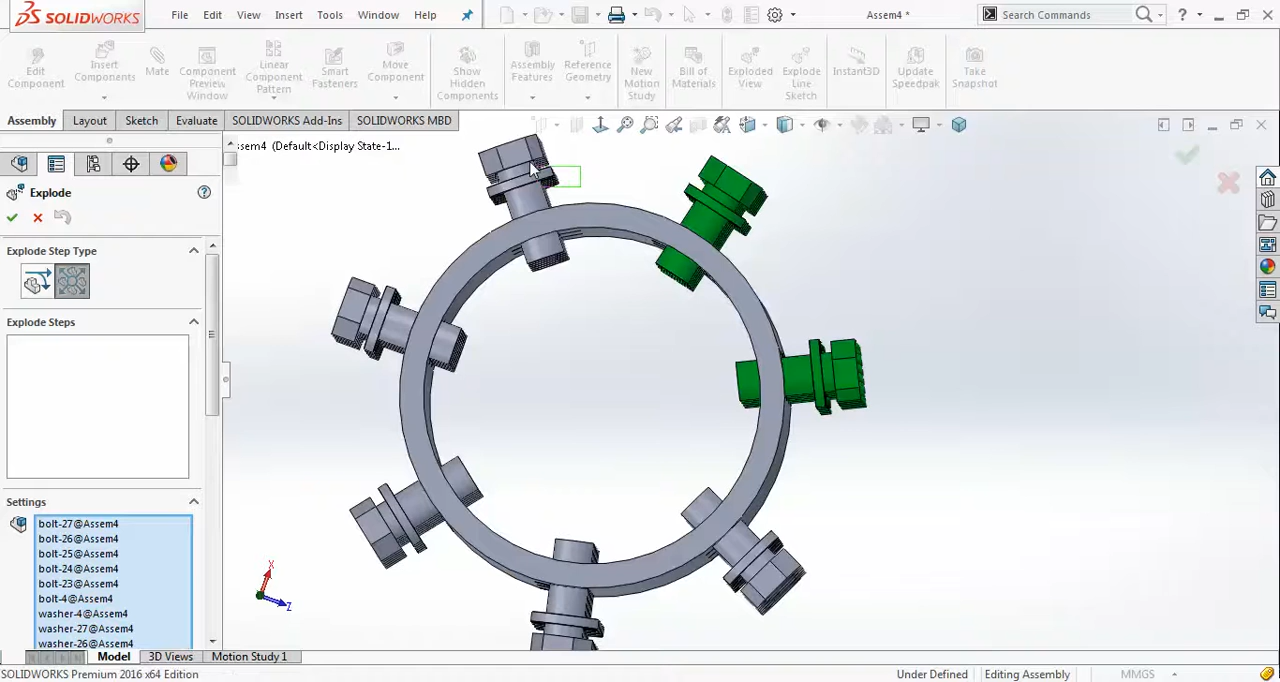 SOLIDWORKS
File Edit View Insert Tools Window Help
Assem4 *
Search Commands
?
Edit Component
Insert Components
Mate
Component Preview Window
Linear Component Pattern
Smart Fasteners
Move Component
Show Hidden Components
Assembly Features
Reference Geometry
New Motion Study
Bill of Materials
Exploded View
Explode Line Sketch
Instant3D
Update Speedpak
Take Snapshot
Assembly Layout Sketch Evaluate SOLIDWORKS Add-Ins SOLIDWORKS MBD
ssem4 (Default<Display State-1...
Explode
?
Explode Step Type
Explode Steps
Settings
bolt-27@Assem4
bolt-26@Assem4
bolt-25@Assem4
bolt-24@Assem4
bolt-23@Assem4
bolt-4@Assem4
washer-4@Assem4
washer-27@Assem4
washer-26@Assem4
X
Z
Model 3D Views Motion Study 1
SOLIDWORKS Premium 2016 x64 Edition
Under Defined
Editing Assembly
MMGS